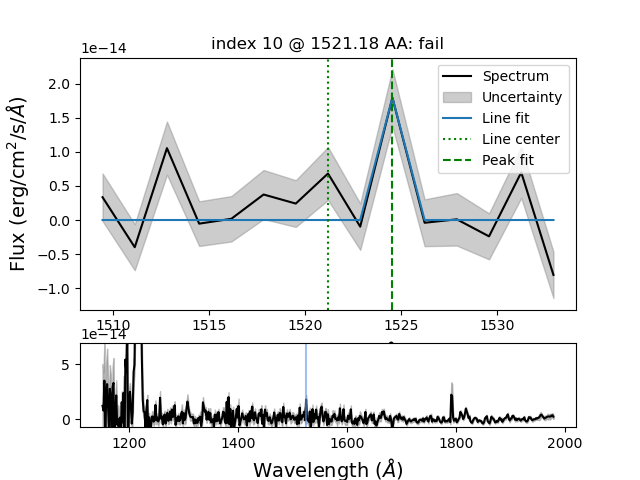 index 10 @ 1521.18 AA: fail
1e−14
Flux (erg/cm²/s/Å)
2.0
1.5
1.0
0.5
0.0
−0.5
−1.0
Spectrum
Uncertainty
Line fit
Line center
Peak fit
1510 1515 1520 1525 1530
1e−14
5
0
1200 1400 1600 1800 2000
Wavelength (Å)